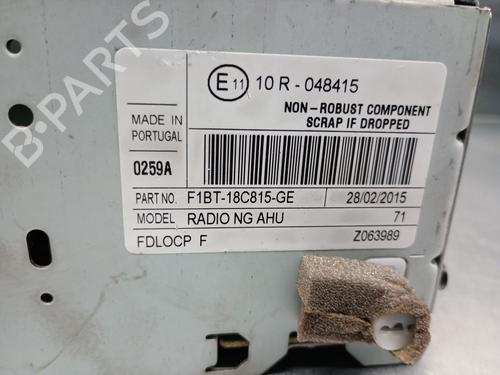 B-PARTS
E11 10 R - 048415
NON-ROBUST COMPONENT
SCRAP IF DROPPED
MADE IN
PORTUGAL
0259A
PART NO. F1BT-18C815-GE 28/02/2015
MODEL RADIO NG AHU 71
FDLOCP F Z063989